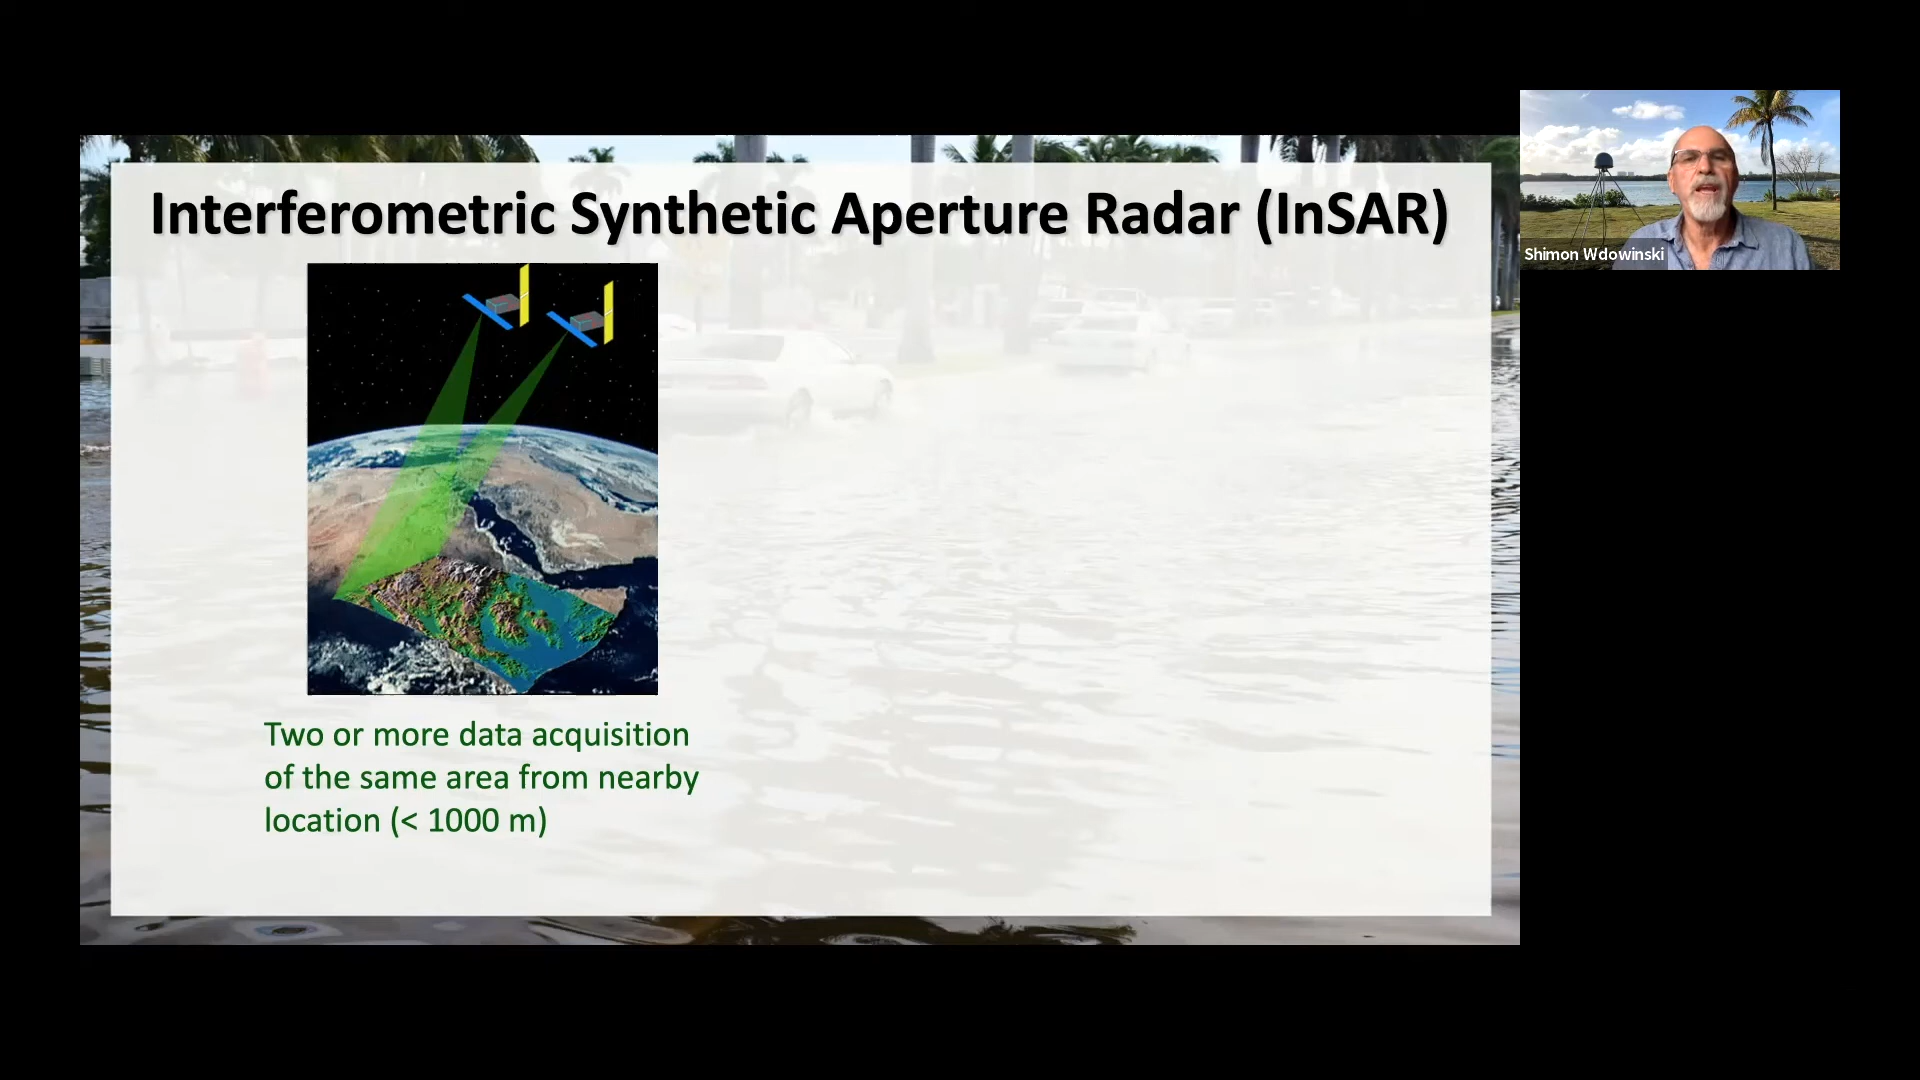 Interferometric Synthetic Aperture Radar (InSAR)
Shimon Wdowinski
Two or more data acquisition
of the same area from nearby
location (< 1000 m)